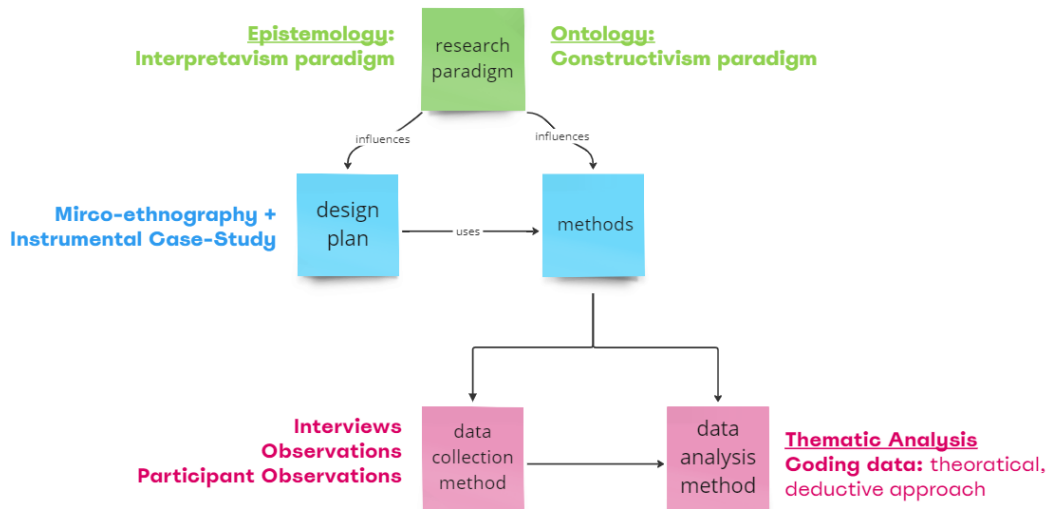 Epistemology:
Interpretavism paradigm
research
paradigm
Ontology:
Constructivism paradigm
influences
influences
Mirco-ethnography +
Instrumental Case-Study
design
plan
uses
methods
Interviews
Observations
Participant Observations
data
collection
method
data
analysis
method
Thematic Analysis
Coding data: theoratical,
deductive approach